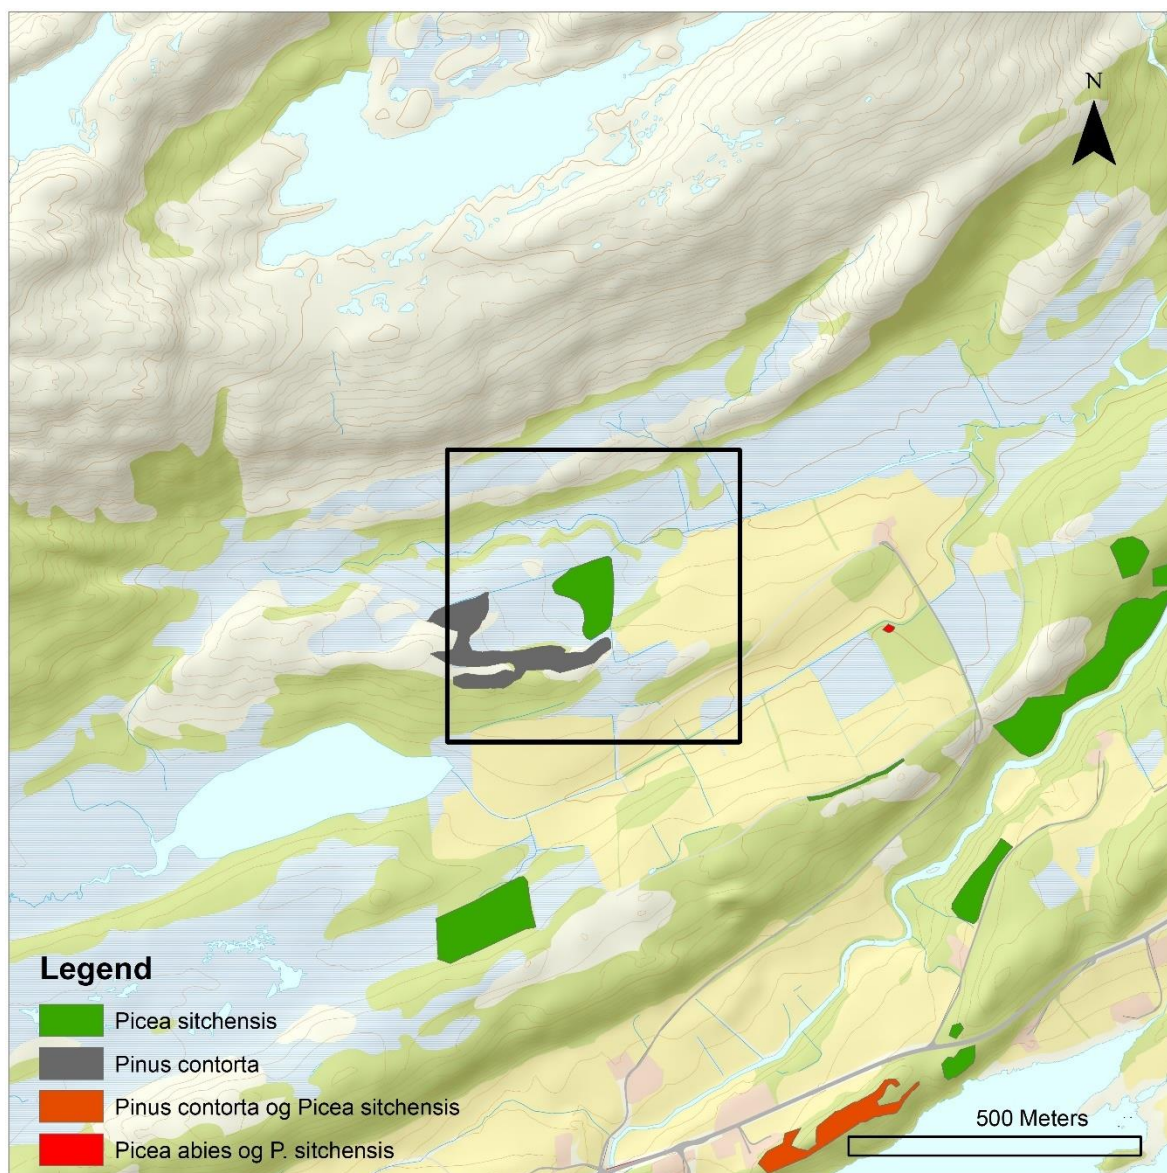 N
Legend
Picea sitchensis
Pinus contorta
Pinus contorta og Picea sitchensis
Picea abies og P. sitchensis
500 Meters